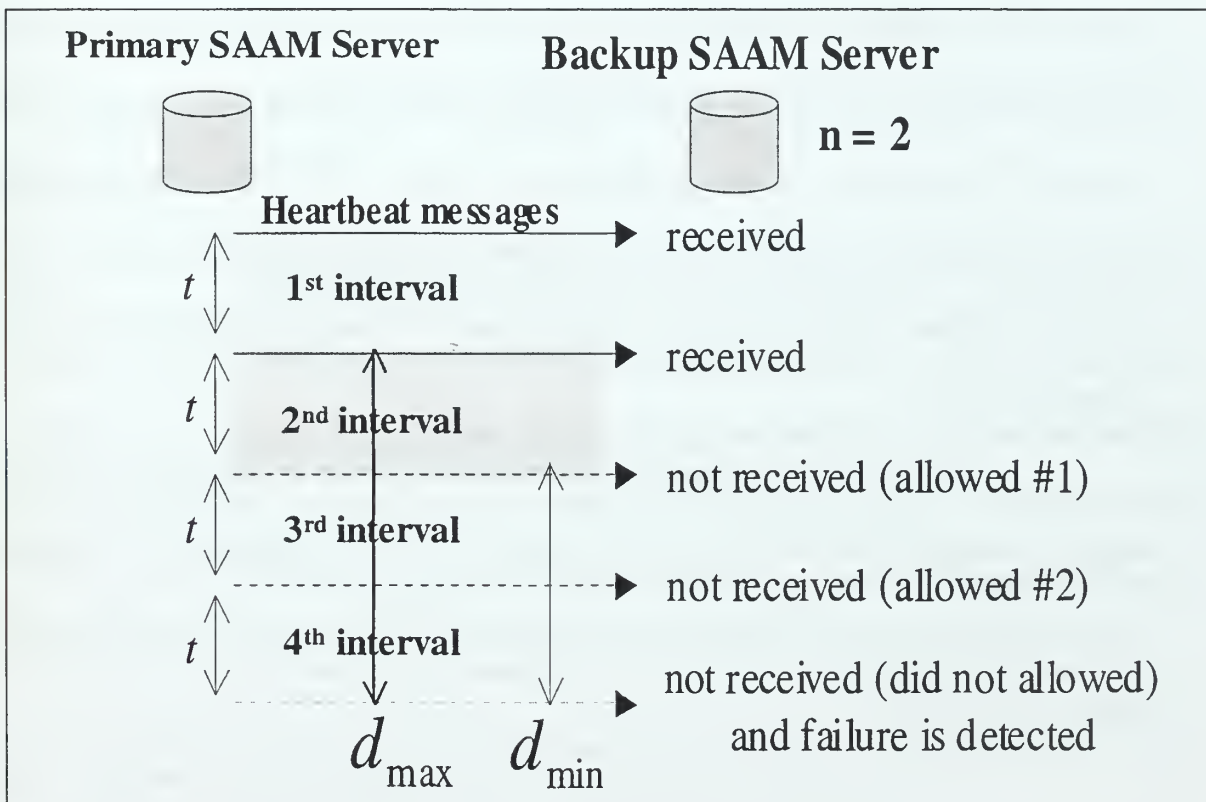 Primary SAAM Server
Backup SAAM Server
n = 2
Heartbeat messages
received
t
1st interval
received
t
2nd interval
not received (allowed #1)
t
3rd interval
not received (allowed #2)
t
4th interval
not received (did not allowed)
and failure is detected
dmax
dmin